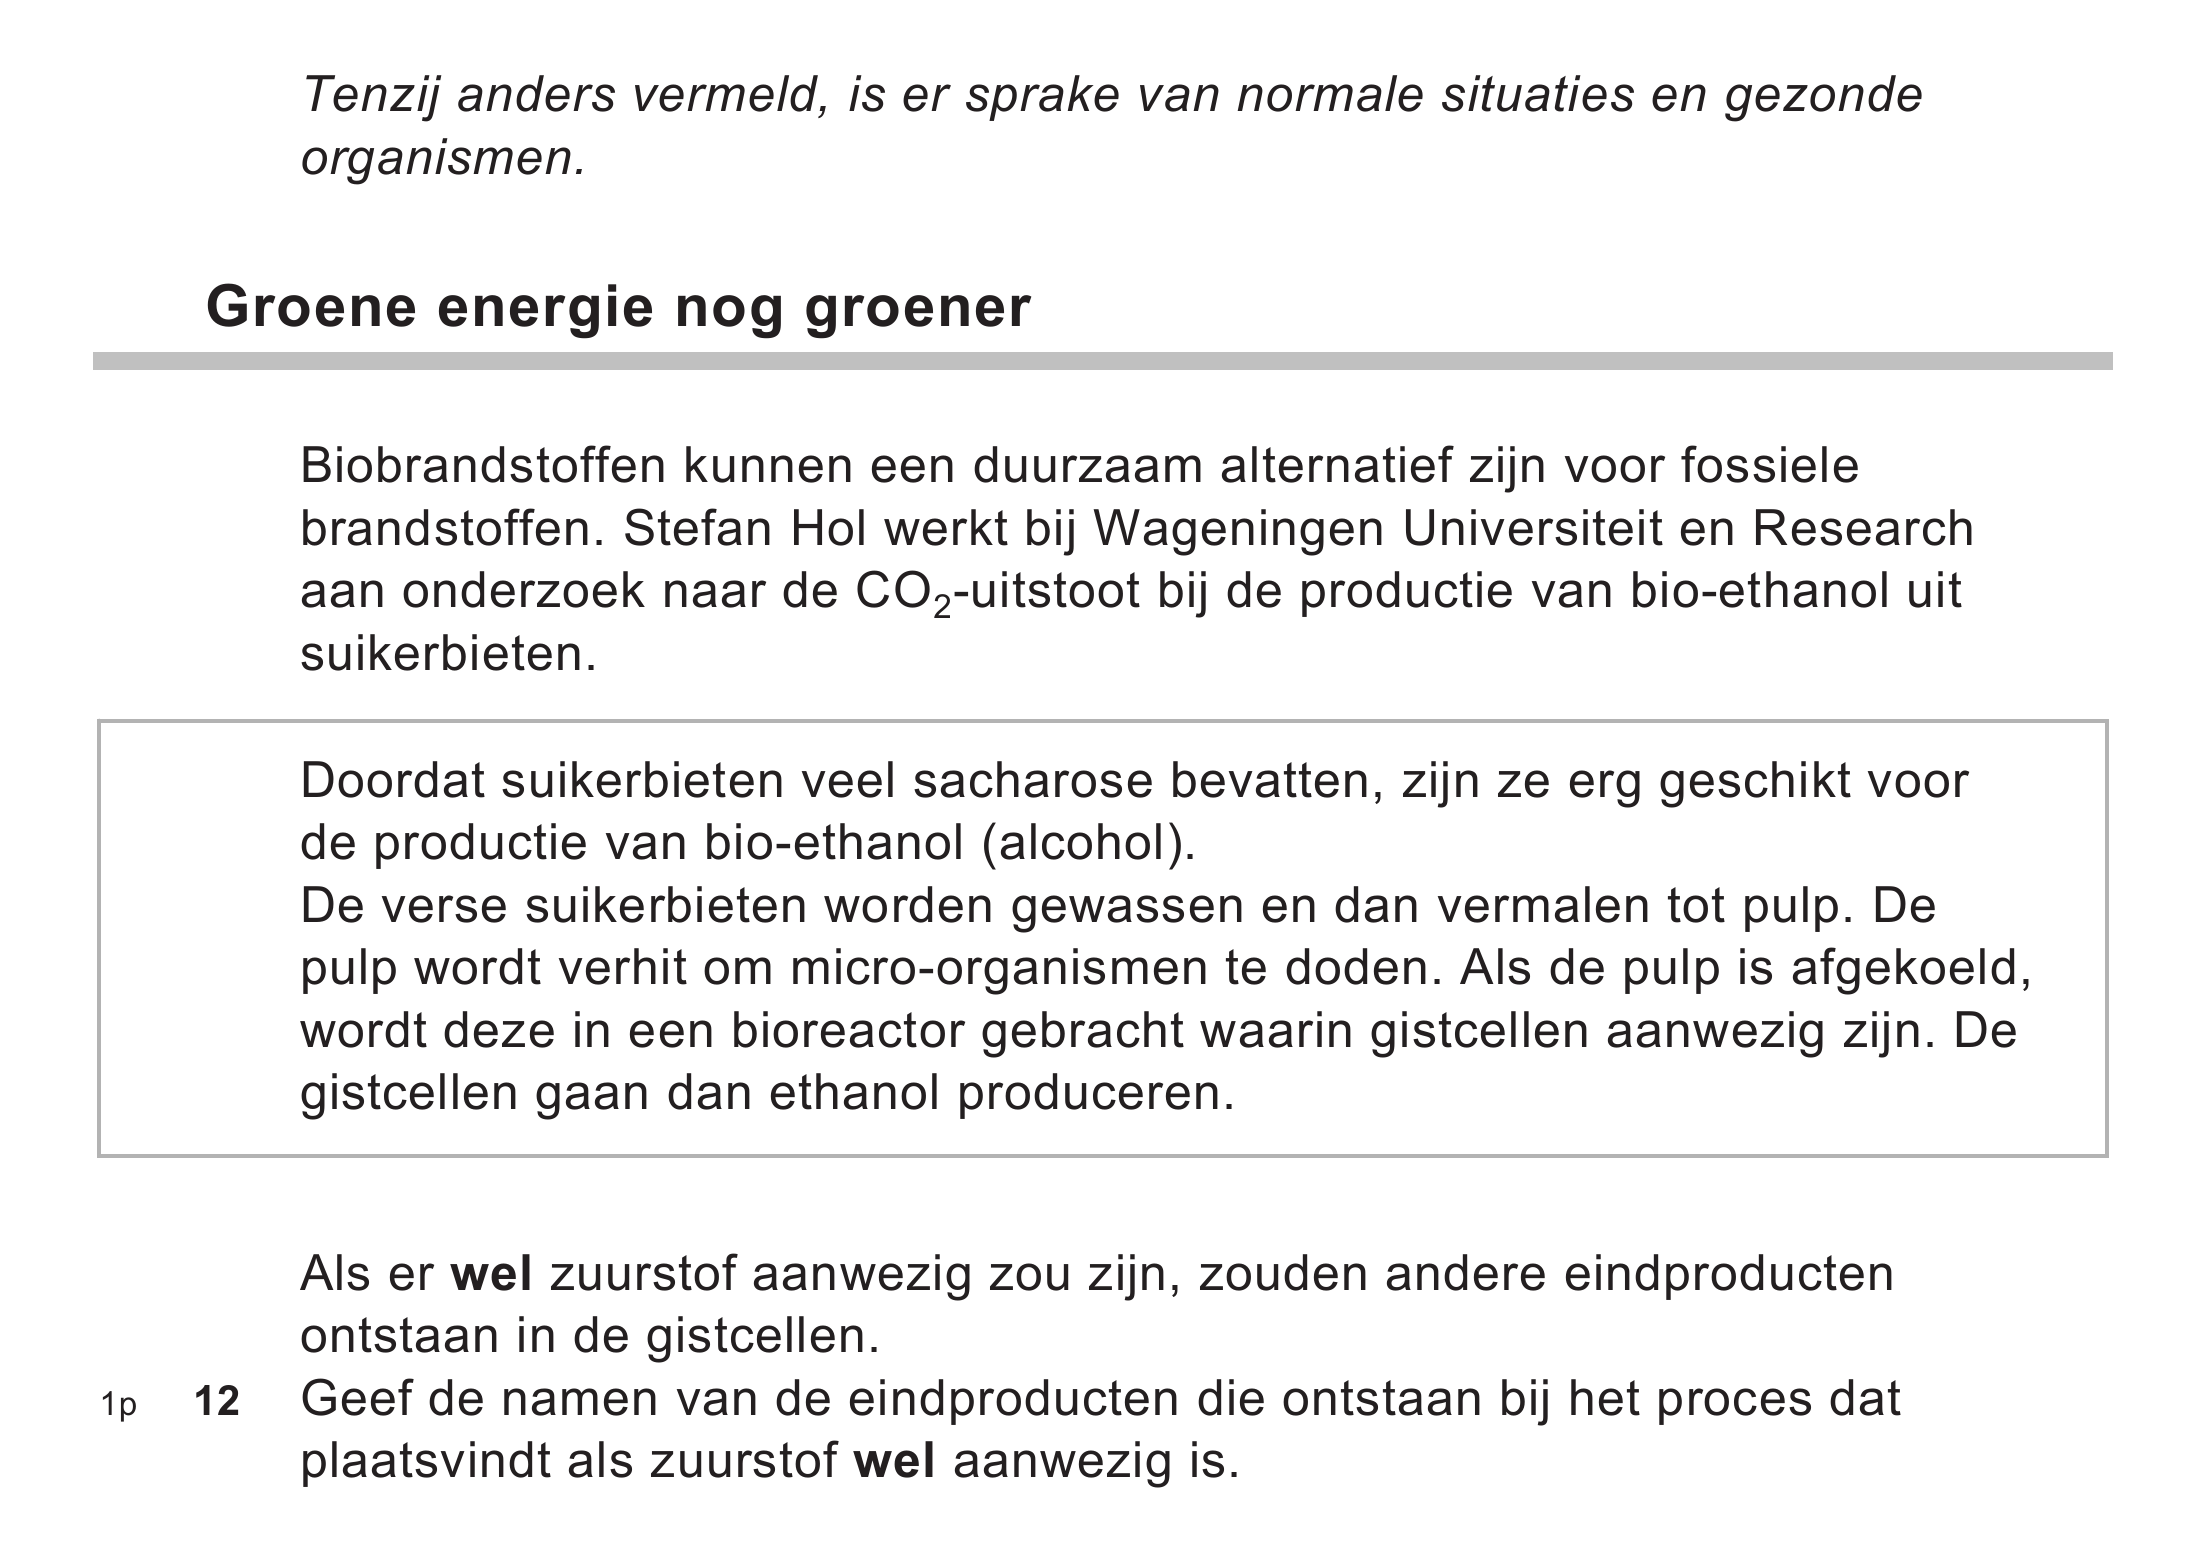 Tenzij anders vermeld, is er sprake van normale situaties en gezonde
organismen.
Groene energie nog groener
Biobrandstoffen kunnen een duurzaam alternatief zijn voor fossiele
brandstoffen. Stefan Hol werkt bij Wageningen Universiteit en Research
aan onderzoek naar de CO₂-uitstoot bij de productie van bio-ethanol uit
suikerbieten.
Doordat suikerbieten veel sacharose bevatten, zijn ze erg geschikt voor
de productie van bio-ethanol (alcohol).
De verse suikerbieten worden gewassen en dan vermalen tot pulp. De
pulp wordt verhit om micro-organismen te doden. Als de pulp is afgekoeld,
wordt deze in een bioreactor gebracht waarin gistcellen aanwezig zijn. De
gistcellen gaan dan ethanol produceren.
Als er wel zuurstof aanwezig zou zijn, zouden andere eindproducten
ontstaan in de gistcellen.
1p 12 Geef de namen van de eindproducten die ontstaan bij het proces dat
plaatsvindt als zuurstof wel aanwezig is.